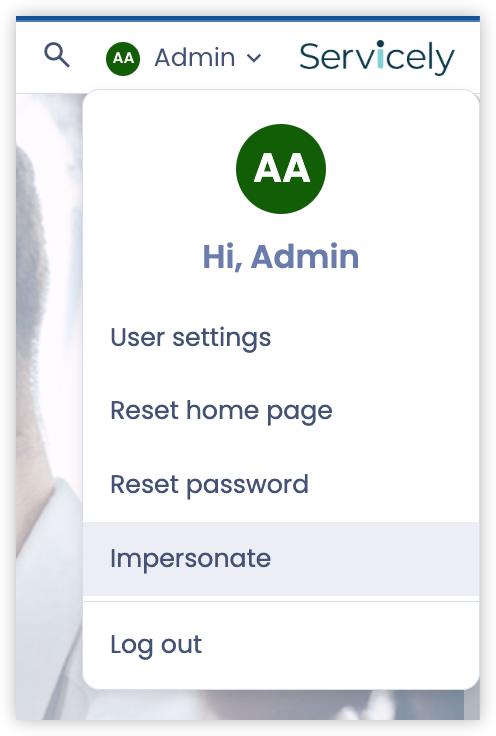 AA Admin Servicely
AA
Hi, Admin
User settings
Reset home page
Reset password
Impersonate
Log out